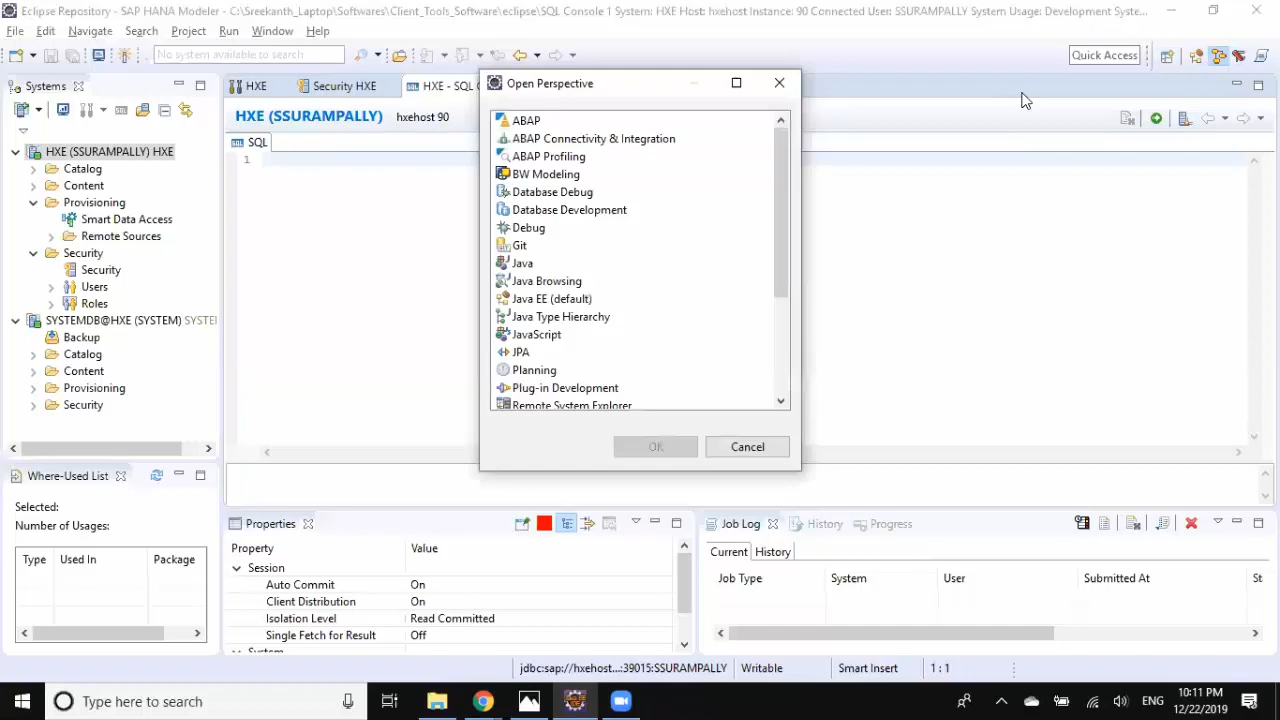 Eclipse Repository - SAP HANA Modeler - C:\Sreekanth_Laptop\Softwares\Client_Tools_Software\eclipse\SQL Console 1 System: HXE Host: hxehost Instance: 90 Connected User: SSURAMPALLY System Usage: Development Syste...
File Edit Navigate Search Project Run Window Help
No system available to search
Quick Access
Systems
HXE
Security HXE
HXE - SQL
HXE (SSURAMPALLY) hxehost 90
SQL
1
HXE (SSURAMPALLY) HXE
Catalog
Content
Provisioning
Smart Data Access
Remote Sources
Security
Security
Users
Roles
SYSTEMDB@HXE (SYSTEM) SYSTE
Backup
Catalog
Content
Provisioning
Security
Open Perspective
ABAP
ABAP Connectivity & Integration
ABAP Profiling
BW Modeling
Database Debug
Database Development
Debug
Git
Java
Java Browsing
Java EE (default)
Java Type Hierarchy
JavaScript
JPA
Planning
Plug-in Development
Remote System Explorer
OK
Cancel
Where-Used List
Selected:
Number of Usages:
Type Used In Package
Properties
Property Value
Session
Auto Commit On
Client Distribution On
Isolation Level Read Committed
Single Fetch for Result Off
System
Job Log History Progress
Current History
Job Type System User Submitted At St
jdbc:sap://hxehost...:39015:SSURAMPALLY Writable Smart Insert 1 : 1
Type here to search
ENG
10:11 PM
12/22/2019